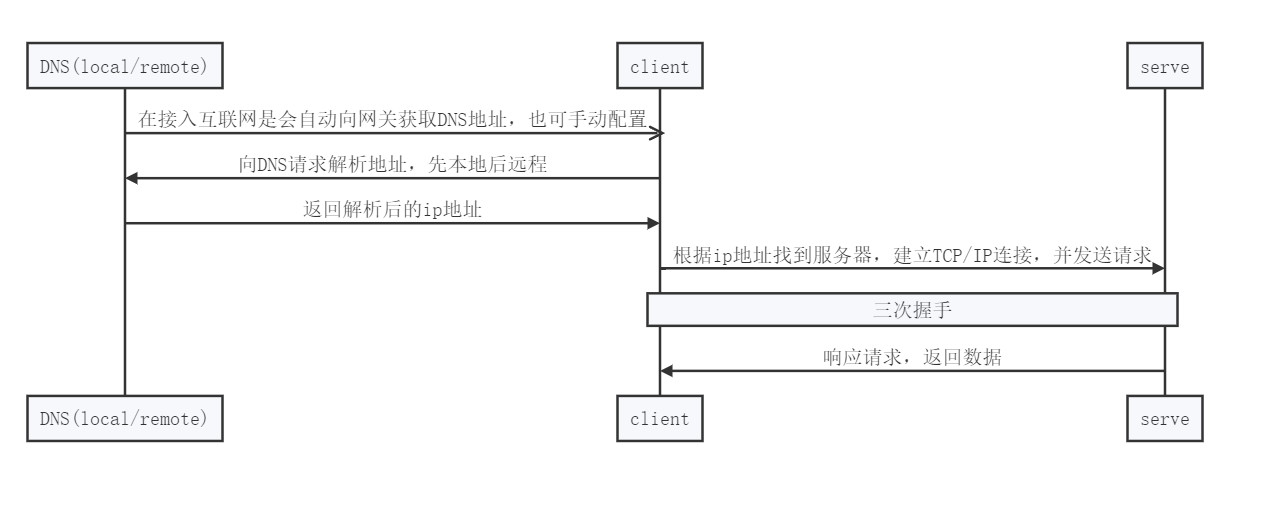 DNS(local/remote)
client
serve
在接入互联网是会自动向网关获取DNS地址，也可手动配置
向DNS请求解析地址，先本地后远程
返回解析后的ip地址
根据ip地址找到服务器，建立TCP/IP连接，并发送请求
三次握手
响应请求，返回数据
DNS(local/remote)
client
serve